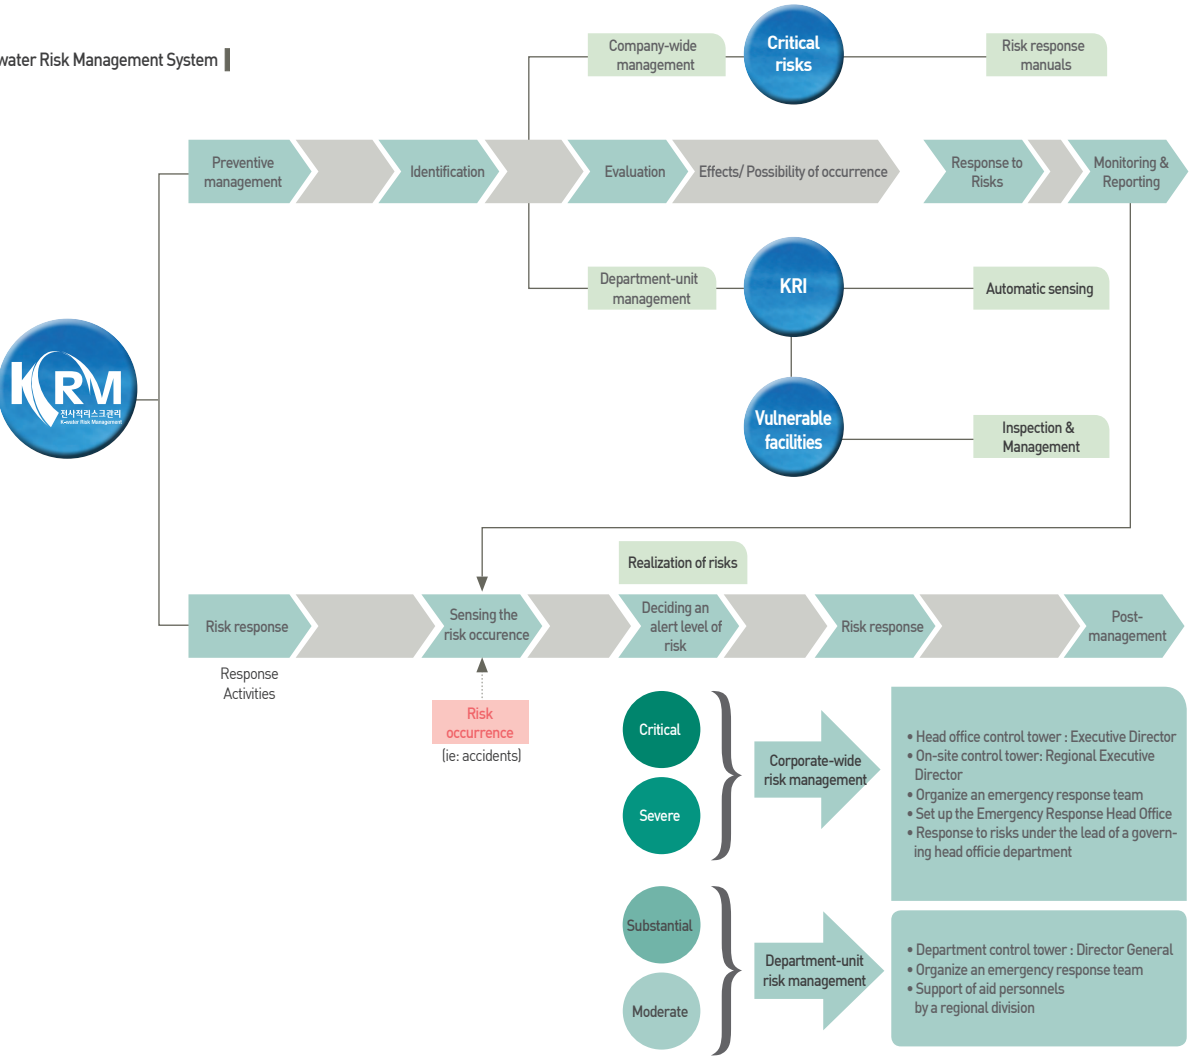 water Risk Management System
Company-wide
management
Critical
risks
Risk response
manuals
Preventive
management
Identification
Evaluation
Effects/ Possibility of occurrence
Response to
Risks
Monitoring &
Reporting
Department-unit
management
KRI
Automatic sensing
KRM
전사적리스크관리
K-water Risk Management
Vulnerable
facilities
Inspection &
Management
Realization of risks
Risk response
Sensing the
risk occurence
Deciding an
alert level of
risk
Risk response
Post-
management
Response
Activities
Risk
occurrence
(ie: accidents)
Critical
Severe
Corporate-wide
risk management
• Head office control tower : Executive Director
• On-site control tower: Regional Executive
Director
• Organize an emergency response team
• Set up the Emergency Response Head Office
• Response to risks under the lead of a govern-
ing head officie department
Substantial
Moderate
Department-unit
risk management
• Department control tower : Director General
• Organize an emergency response team
• Support of aid personnels
by a regional division